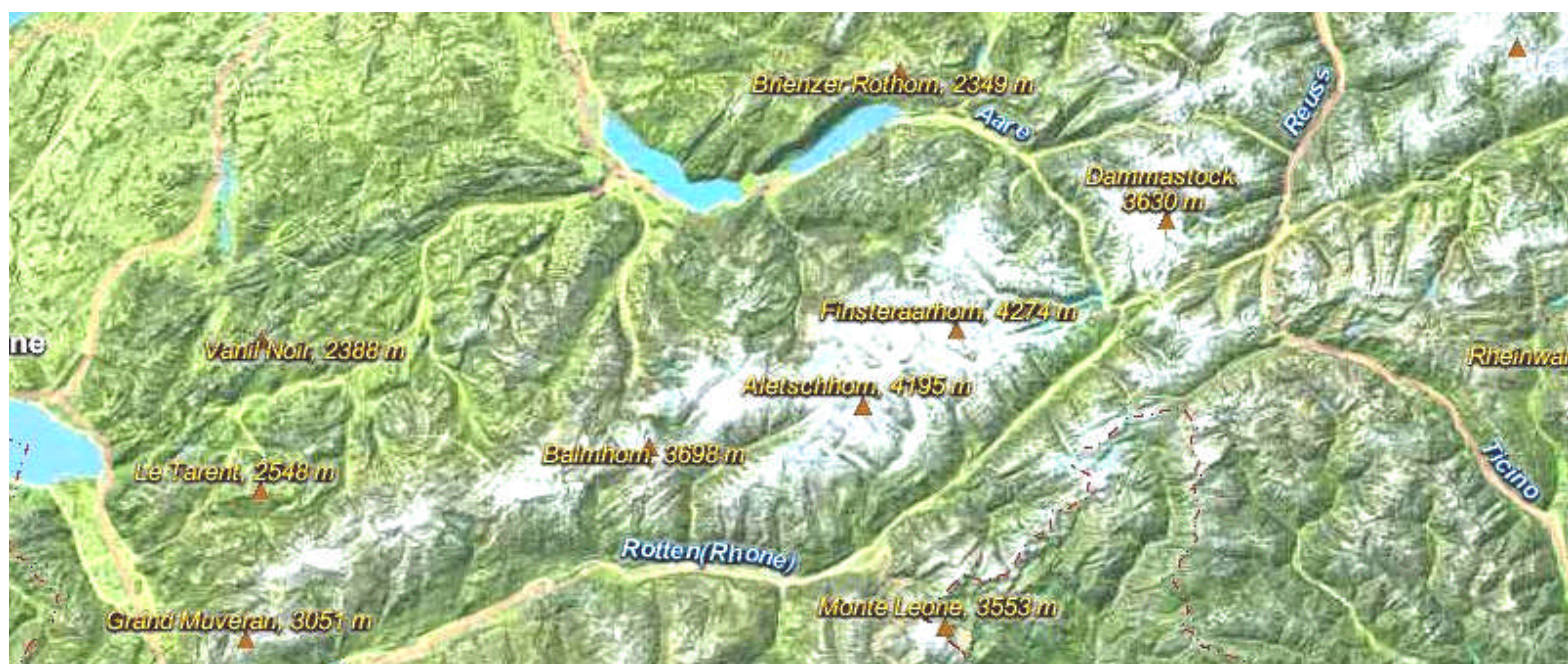 Brienzer Rothorn, 2349 m
Reuss
Aare
Dammastock
3630 m
Finsteraarhorn, 4274 m
ne
Vanil Noir, 2388 m
Rheinwal
Aletschhorn, 4195 m
Balmhorn, 3698 m
Le Tarent, 2548 m
Ticino
Rotten(Rhone)
Monte Leone, 3553 m
Grand Muveran, 3051 m